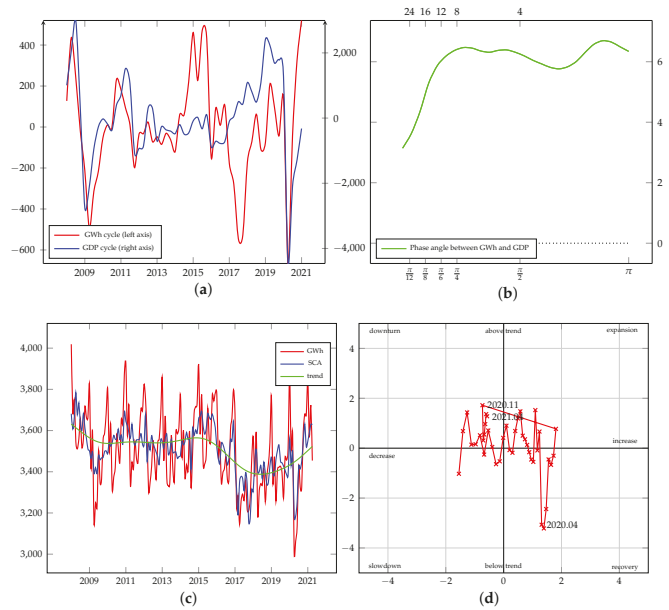 400
200
0
−200
−400
−600
2,000
0
−2,000
−4,000
GWh cycle (left axis)
GDP cycle (right axis)
2009 2011 2013 2015 2017 2019 2021
(a)
24 16 12 8 4
6
4
2
0
Phase angle between GWh and GDP
π/12 π/8 π/6 π/4 π/2 π
(b)
4,000
3,800
3,600
3,400
3,200
3,000
GWh
SCA
trend
2009 2011 2013 2015 2017 2019 2021
(c)
downturn above trend expansion
4
2
0
−2
−4
2020.11
increase
decrease
2020.04
slowdown below trend recovery
−4 −2 0 2 4
(d)